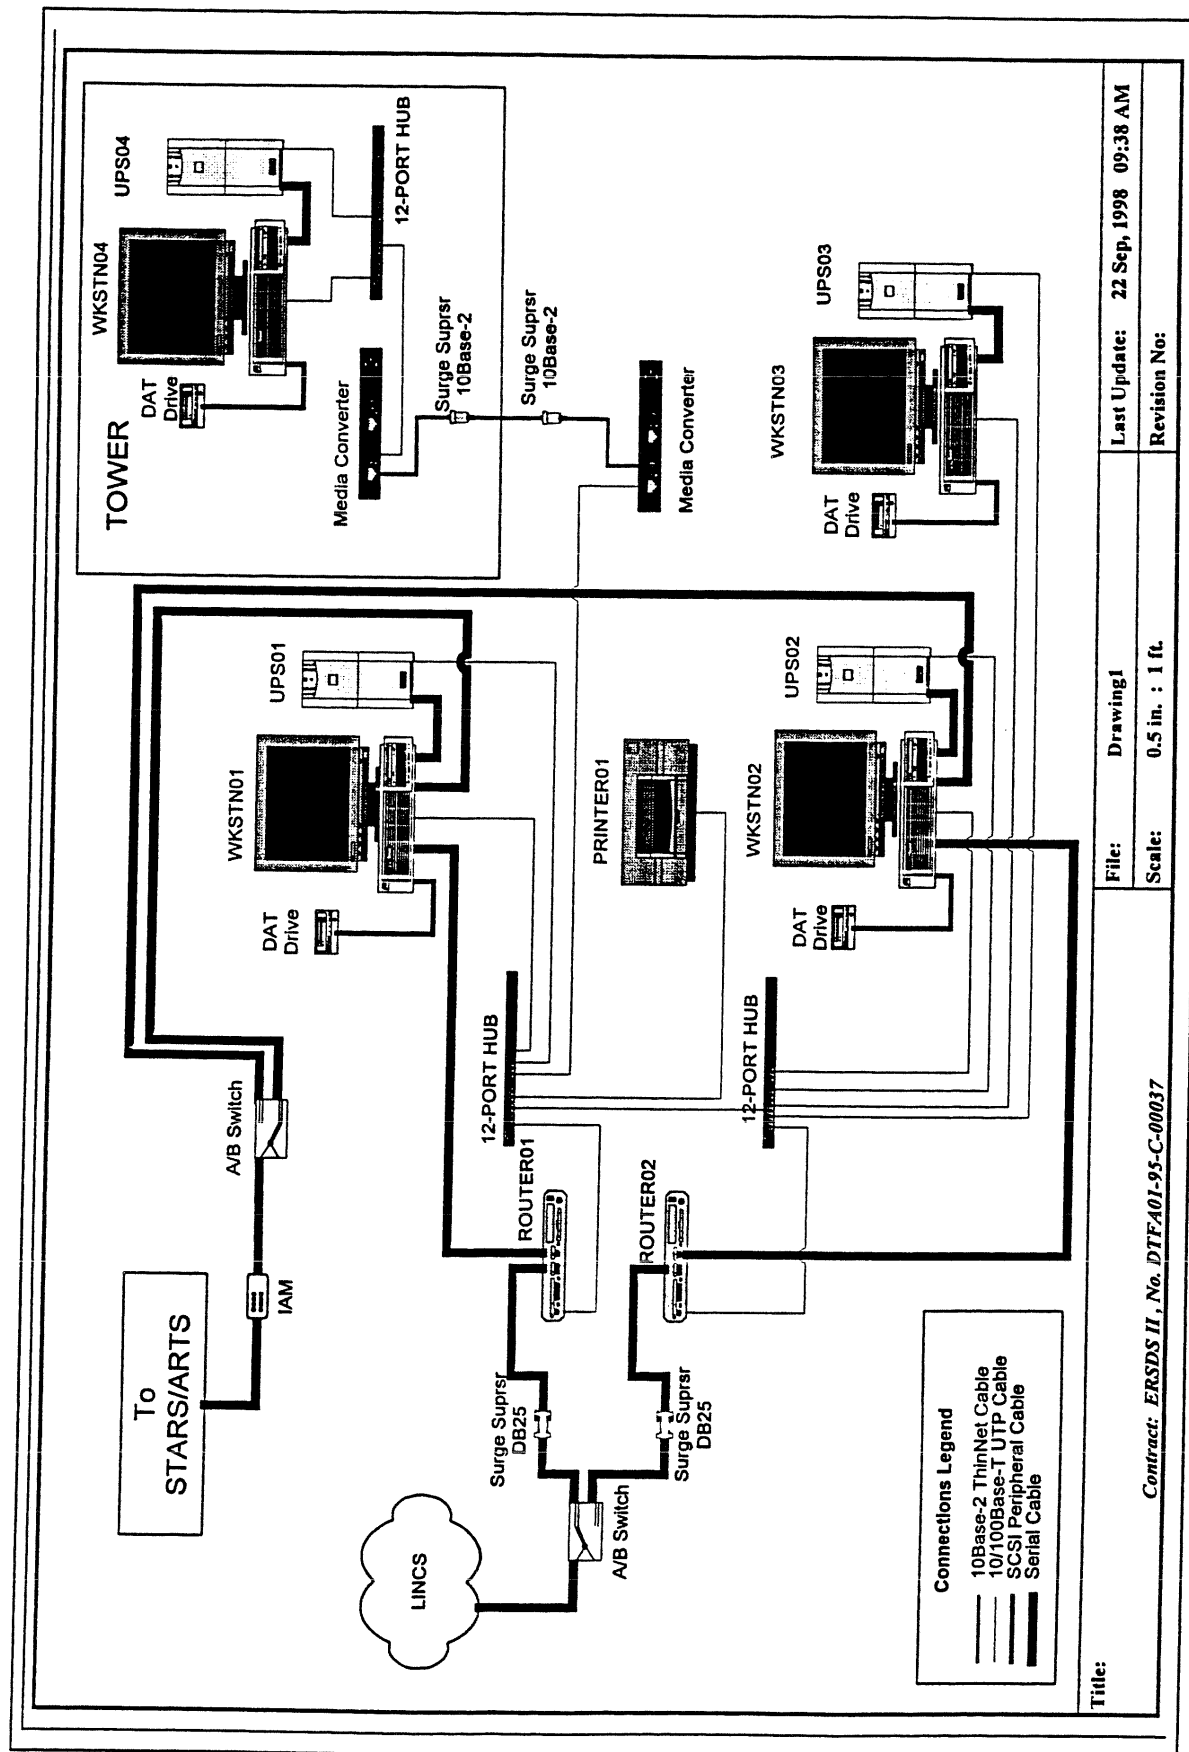 TOWER
WKSTN04
UPS04
DAT
Drive
12-PORT HUB
Media Converter
Surge Suprsr
10Base-2
Surge Suprsr
10Base-2
Media Converter
To
STARS/ARTS
IAM
A/B Switch
WKSTN01
UPS01
DAT
Drive
12-PORT HUB
ROUTER01
Surge Suprsr
DB25
LINCS
A/B Switch
Surge Suprsr
DB25
ROUTER02
PRINTER01
12-PORT HUB
WKSTN02
UPS02
DAT
Drive
WKSTN03
UPS03
DAT
Drive
Connections Legend
10Base-2 ThinNet Cable
10/100Base-T UTP Cable
SCSI Peripheral Cable
Serial Cable
Title:
Contract: ERSDS II , No. DTFA01-95-C-00037
File: Drawing1
Last Update: 22 Sep, 1998 09:38 AM
Scale: 0.5 in. : 1 ft.
Revision No: